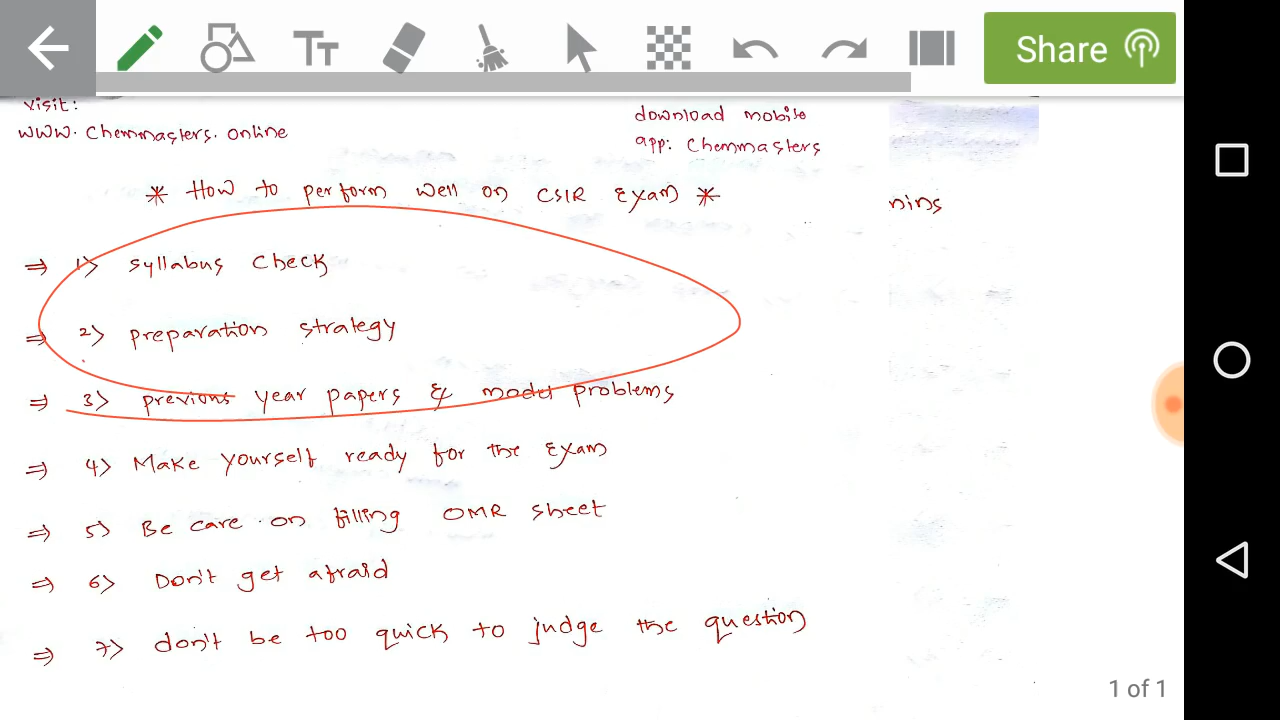 Share
visit:
www.chemmasters.online
download mobile
app: Chemmasters
* How to perform well on CSIR Exam *
⇒ 1> syllabus check
⇒ 2> preparation strategy
⇒ 3> previous year papers & model problems
⇒ 4> Make yourself ready for the Exam
⇒ 5> Be care on filling OMR sheet
⇒ 6> Don't get afraid
⇒ 7> don't be too quick to judge the question
1 of 1